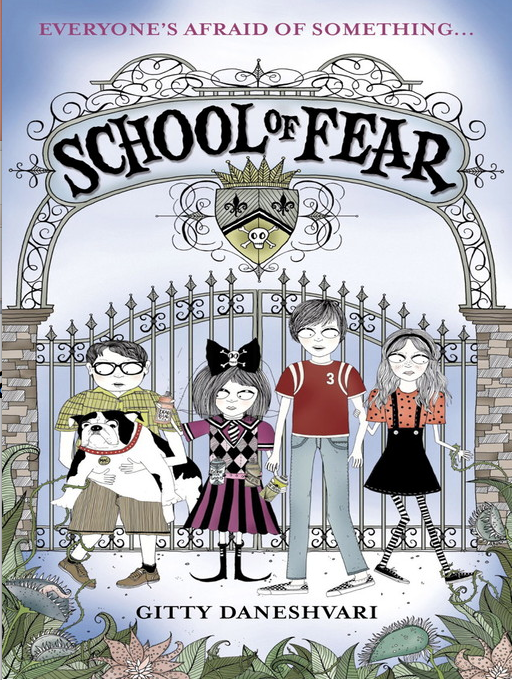 EVERYONE'S AFRAID OF SOMETHING...
SCHOOL OF FEAR
3
GITTY DANESHVARI